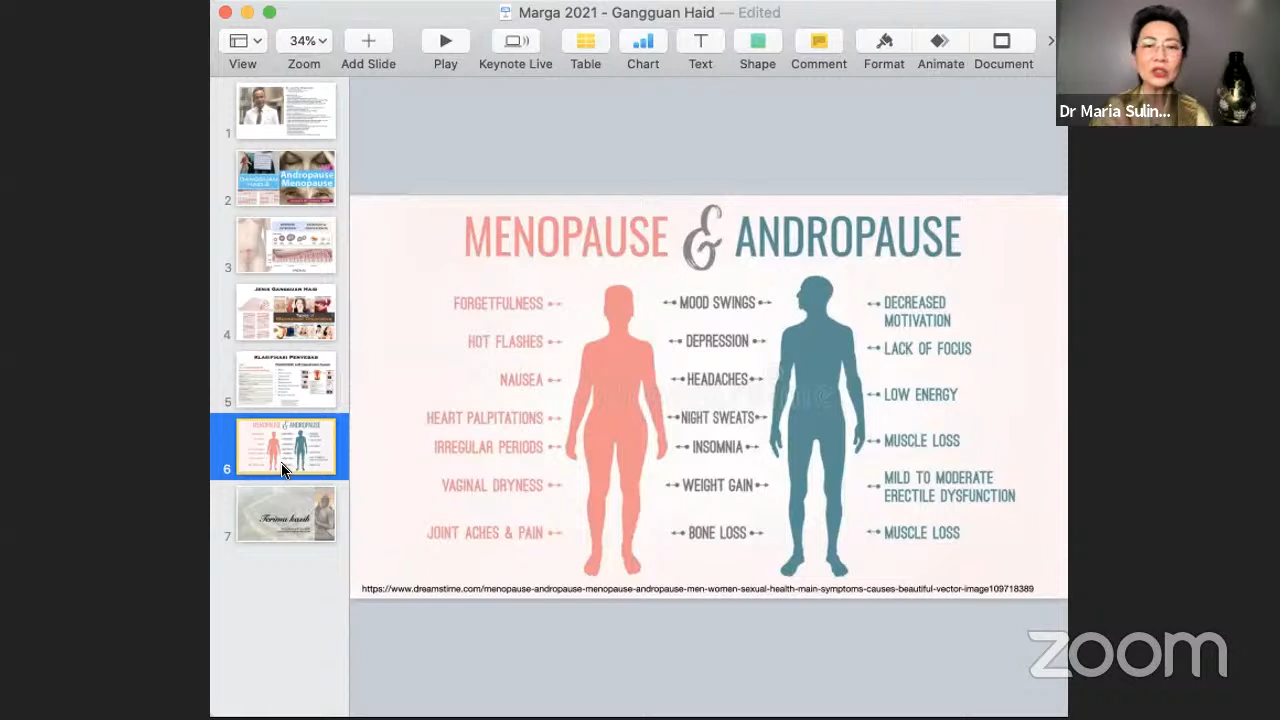 Marga 2021 - Gangguan Haid — Edited
34%
View
Zoom
Add Slide
Play
Keynote Live
Table
Chart
Text
Shape
Comment
Format
Animate
Document
Dr Maria Sulin...
1
2
Andropause
Menopause
3
4
Jenis Gangguan Haid
5
Klasifikasi Penyebab
6
MENOPAUSE & ANDROPAUSE
7
Terima kasih
MENOPAUSE & ANDROPAUSE
FORGETFULNESS
HOT FLASHES
NAUSEA
HEART PALPITATIONS
IRREGULAR PERIODS
VAGINAL DRYNESS
JOINT ACHES & PAIN
MOOD SWINGS
DEPRESSION
NIGHT SWEATS
INSOMNIA
WEIGHT GAIN
BONE LOSS
DECREASED
MOTIVATION
LACK OF FOCUS
LOW ENERGY
MUSCLE LOSS
MILD TO MODERATE
ERECTILE DYSFUNCTION
MUSCLE LOSS
https://www.dreamstime.com/menopause-andropause-menopause-andropause-men-women-sexual-health-main-symptoms-causes-beautiful-vector-image109718389
zoom